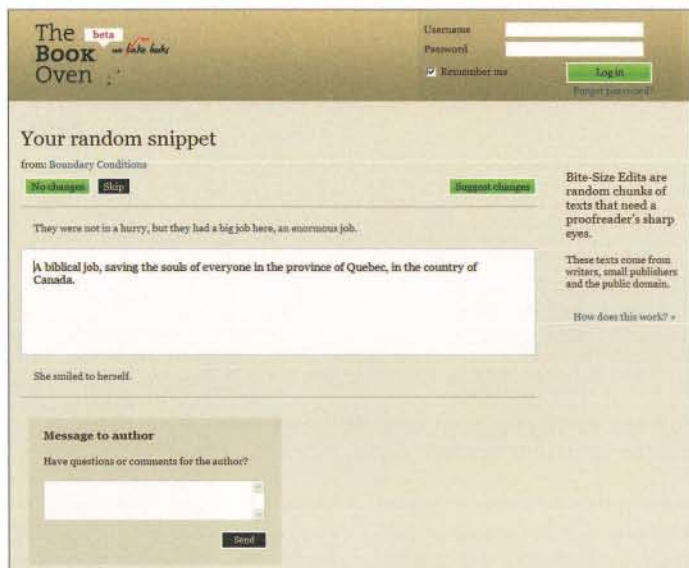 The
BOOK
Oven
beta
we bake books
Username
Password
Remember me
Log in
Forgot password?
Your random snippet
from: Boundary Conditions
No changes
Skip
Suggest changes
They were not in a hurry, but they had a big job here, an enormous job.
A biblical job, saving the souls of everyone in the province of Quebec, in the country of
Canada.
She smiled to herself.
Message to author
Have questions or comments for the author?
Send
Bite-Size Edits are
random chunks of
texts that need a
proofreader's sharp
eyes.
These texts come from
writers, small publishers
and the public domain.
How does this work? »